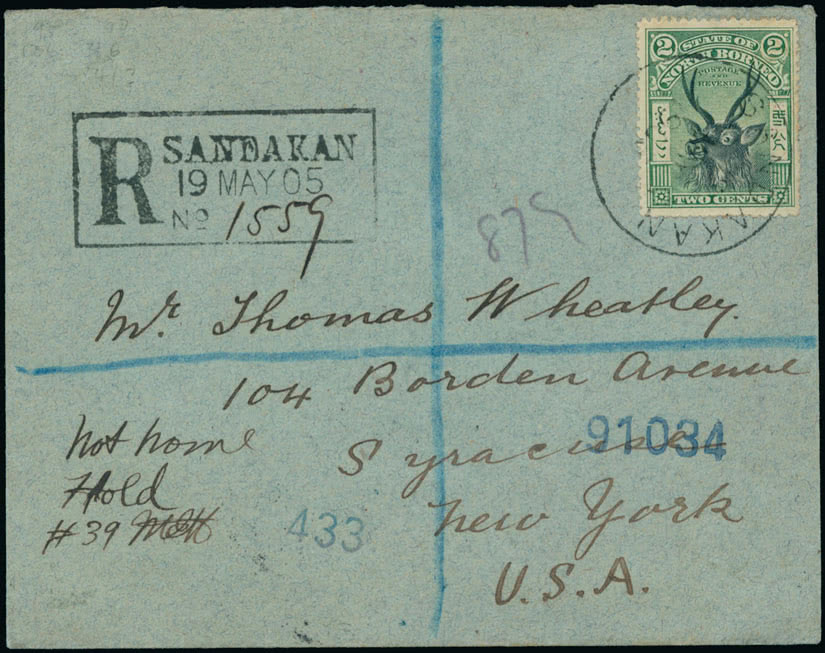 2 STATE OF 2
NORTH BORNEO
POSTAGE
AND
REVENUE
TWO CENTS
R SANDAKAN
19 MAY 05
No 1559
879
Mr. Thomas Wheatley.
104 Borden Avenue
Syracuse
91034
New York
U.S.A.
Not home
Hold
#39
433